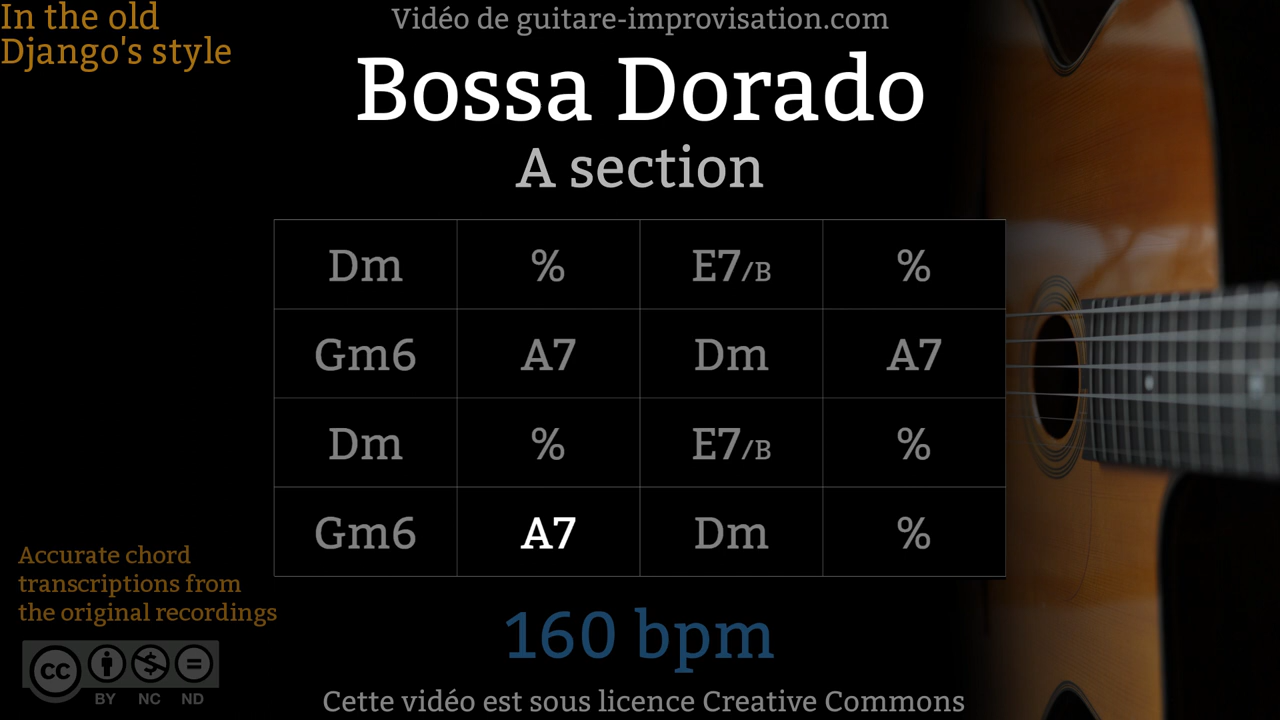 In the old
Django's style
Vidéo de guitare-improvisation.com
Bossa Dorado
A section
Dm % E7/B %
Gm6 A7 Dm A7
Dm % E7/B %
Gm6 A7 Dm %
Accurate chord
transcriptions from
the original recordings
cc
BY NC ND
160 bpm
Cette vidéo est sous licence Creative Commons